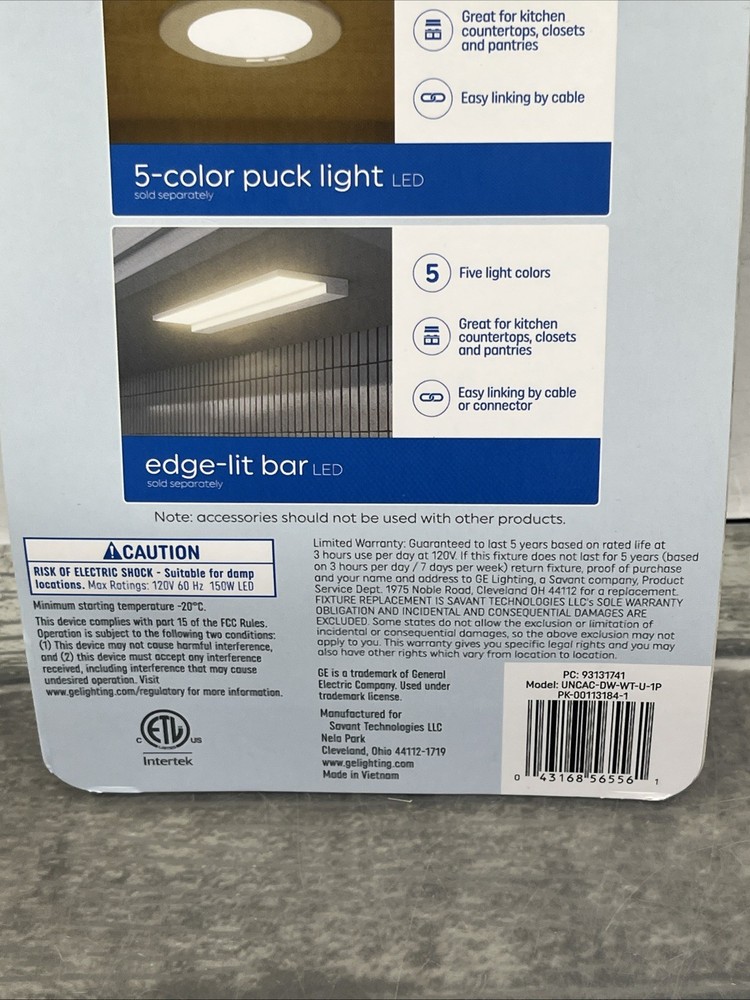 Great for kitchen
countertops, closets
and pantries
Easy linking by cable
5-color puck light LED
sold separately
5 Five light colors
Great for kitchen
countertops, closets
and pantries
Easy linking by cable
or connector
edge-lit bar LED
sold separately
Note: accessories should not be used with other products.
CAUTION
RISK OF ELECTRIC SHOCK - Suitable for damp
locations. Max Ratings: 120V 60 Hz 150W LED
Minimum starting temperature -20°C.
This device complies with part 15 of the FCC Rules.
Operation is subject to the following two conditions:
(1) This device may not cause harmful interference,
and (2) this device must accept any interference
received, including interference that may cause
undesired operation. Visit
www.gelighting.com/regulatory for more information.
c ETL us
Intertek
Limited Warranty: Guaranteed to last 5 years based on rated life at
3 hours use per day at 120V. If this fixture does not last for 5 years (based
on 3 hours per day / 7 days per week) return fixture, proof of purchase
and your name and address to GE Lighting, a Savant company, Product
Service Dept. 1975 Noble Road, Cleveland OH 44112 for a replacement.
FIXTURE REPLACEMENT IS SAVANT TECHNOLOGIES LLC's SOLE WARRANTY
OBLIGATION AND INCIDENTAL AND CONSEQUENTIAL DAMAGES ARE
EXCLUDED. Some states do not allow the exclusion or limitation of
incidental or consequential damages, so the above exclusion may not
apply to you. This warranty gives you specific legal rights and you may
also have other rights which vary from location to location.
GE is a trademark of General
Electric Company. Used under
trademark license.
Manufactured for
Savant Technologies LLC
Nela Park
Cleveland, Ohio 44112-1719
www.gelighting.com
Made in Vietnam
PC: 93131741
Model: UNCAC-DW-WT-U-1P
PK-00113184-1
0 43168 56556 1